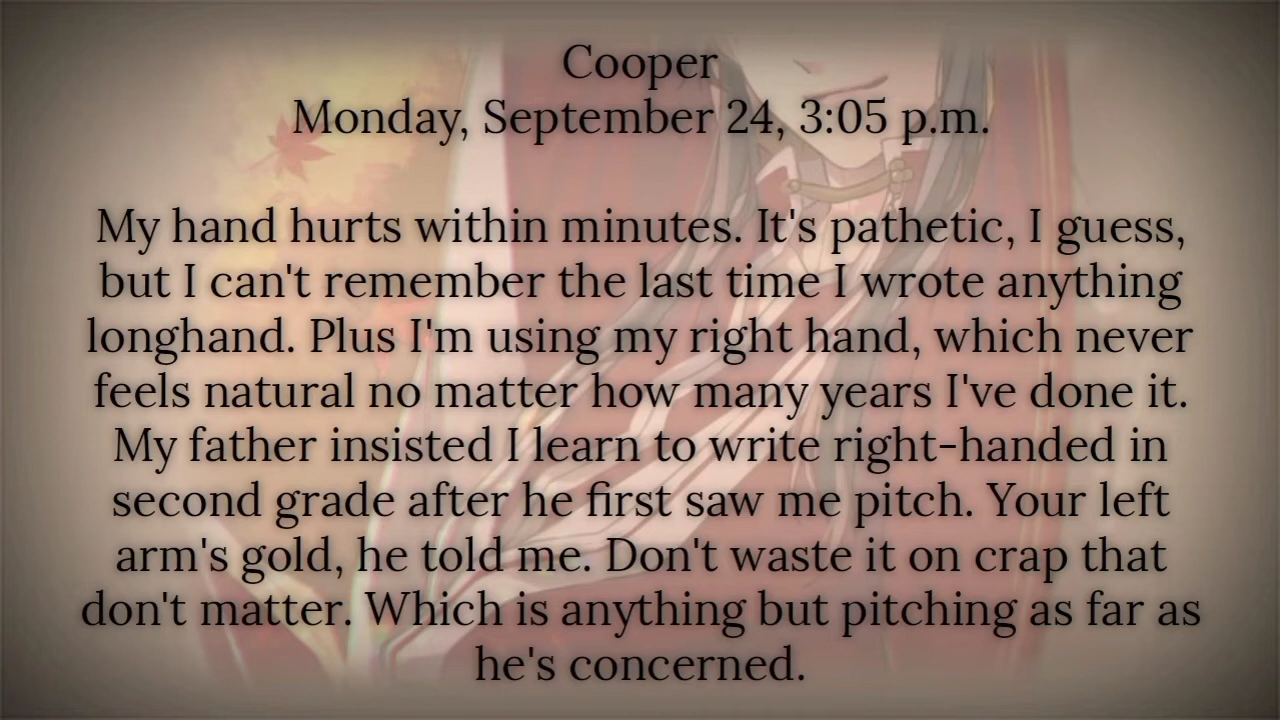 Cooper
Monday, September 24, 3:05 p.m.
My hand hurts within minutes. It's pathetic, I guess,
but I can't remember the last time I wrote anything
longhand. Plus I'm using my right hand, which never
feels natural no matter how many years I've done it.
My father insisted I learn to write right-handed in
second grade after he first saw me pitch. Your left
arm's gold, he told me. Don't waste it on crap that
don't matter. Which is anything but pitching as far as
he's concerned.